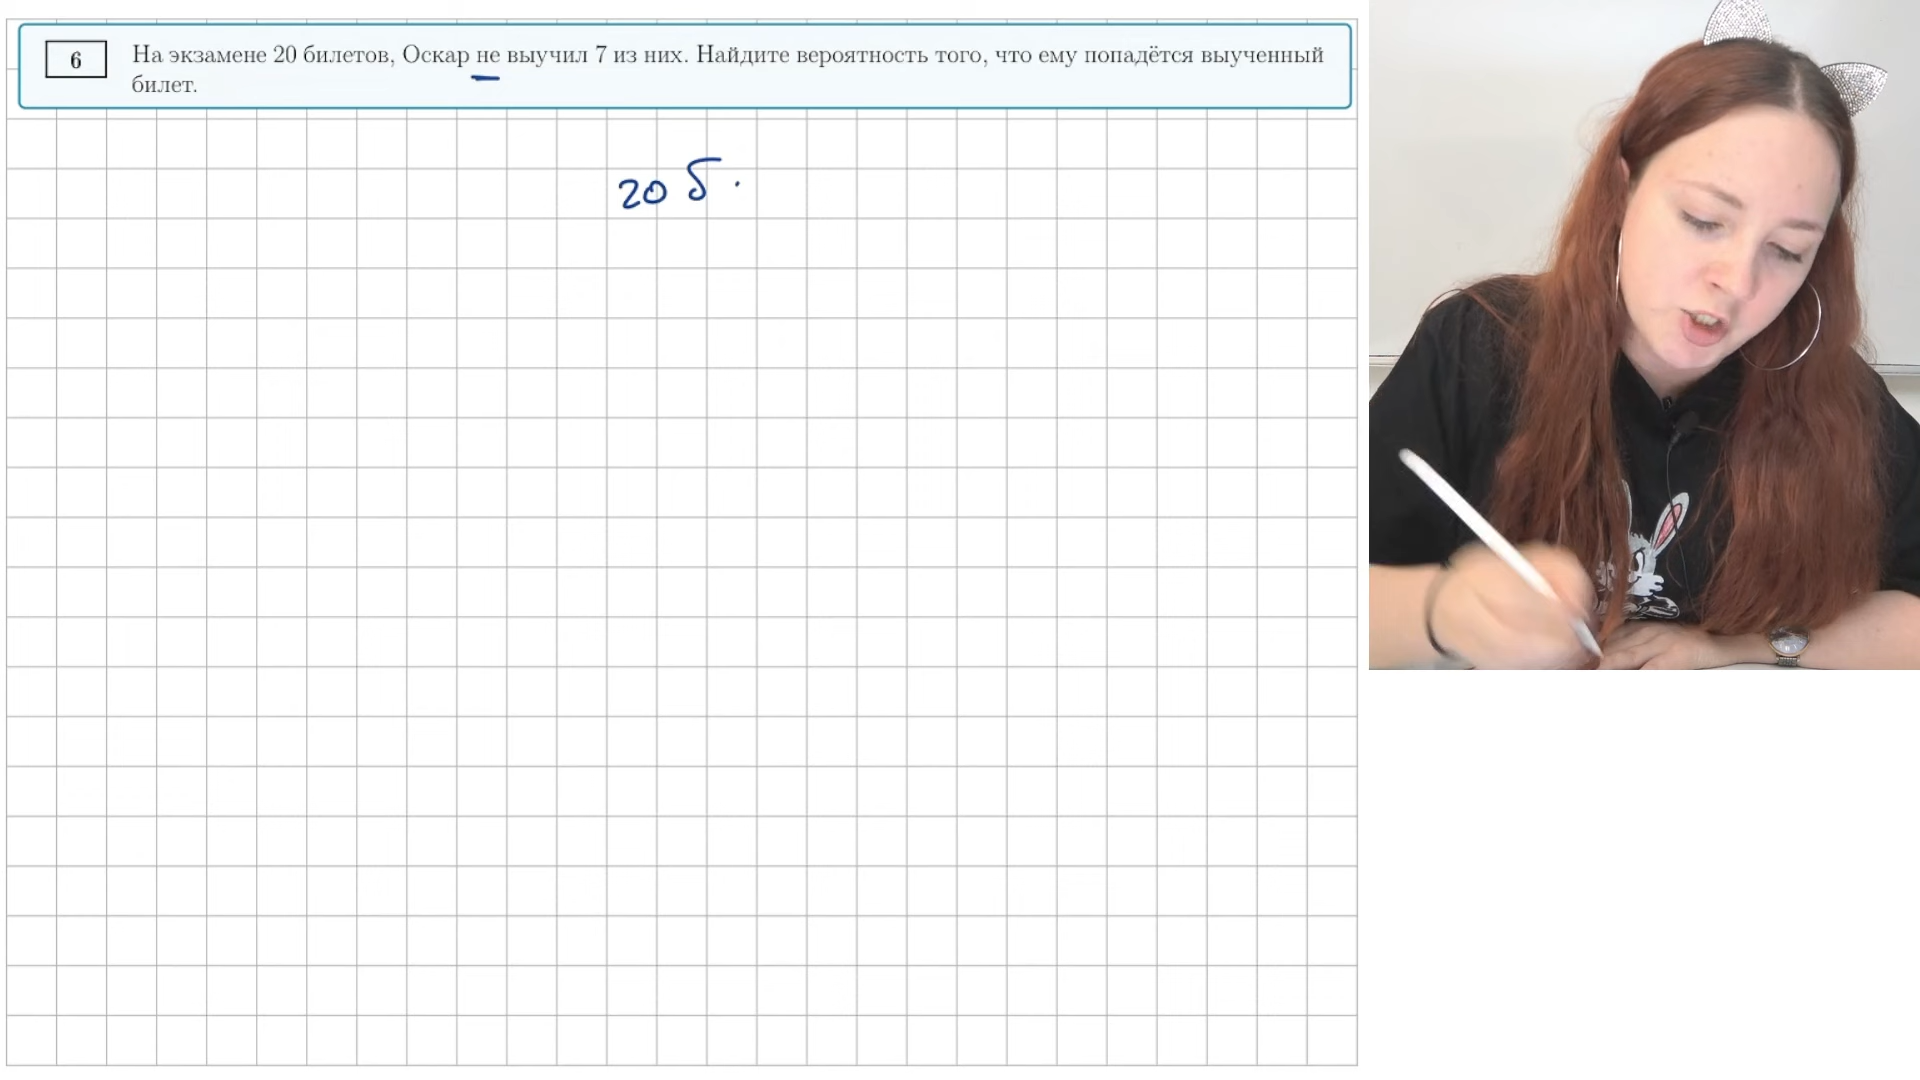 6
На экзамене 20 билетов, Оскар не выучил 7 из них. Найдите вероятность того, что ему попадётся выученный
билет.
20 б.